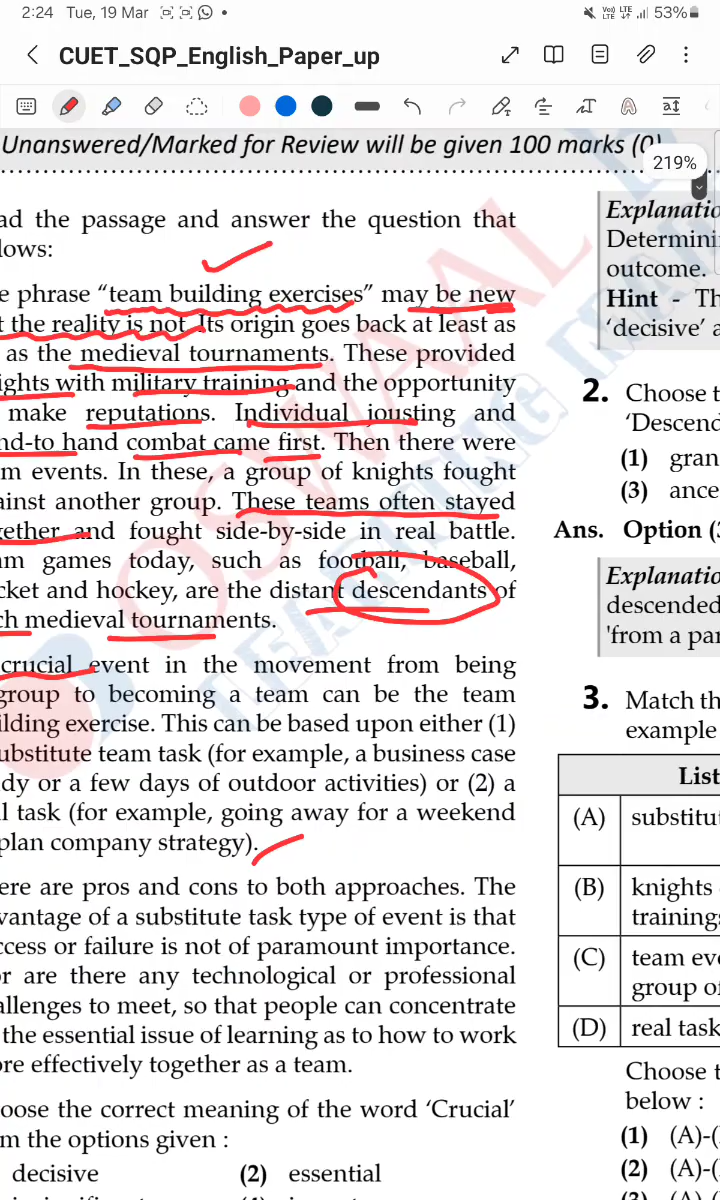 2:24 Tue, 19 Mar
53%
CUET_SQP_English_Paper_up
Unanswered/Marked for Review will be given 100 marks (0)
219%
ad the passage and answer the question that
lows:
e phrase “team building exercises” may be new
t the reality is not. Its origin goes back at least as
as the medieval tournaments. These provided
ights with military training and the opportunity
make reputations. Individual jousting and
nd-to hand combat came first. Then there were
m events. In these, a group of knights fought
ainst another group. These teams often stayed
gether and fought side-by-side in real battle.
am games today, such as football, baseball,
cket and hockey, are the distant descendants of
ch medieval tournaments.
crucial event in the movement from being
group to becoming a team can be the team
ilding exercise. This can be based upon either (1)
ubstitute team task (for example, a business case
dy or a few days of outdoor activities) or (2) a
l task (for example, going away for a weekend
plan company strategy).
ere are pros and cons to both approaches. The
vantage of a substitute task type of event is that
ccess or failure is not of paramount importance.
or are there any technological or professional
allenges to meet, so that people can concentrate
the essential issue of learning as to how to work
ore effectively together as a team.
oose the correct meaning of the word ‘Crucial’
m the options given :
decisive (2) essential
Explanatio
Determini
outcome.
Hint - Th
‘decisive’ a
2. Choose t
‘Descend
(1) gran
(3) ance
Ans. Option (3
Explanatio
descended
'from a par
3. Match th
example
List
(A) substitut
(B) knights
trainings
(C) team eve
group of
(D) real task
Choose t
below :
(1) (A)-(
(2) (A)-(
OSWAAL
LEARNING